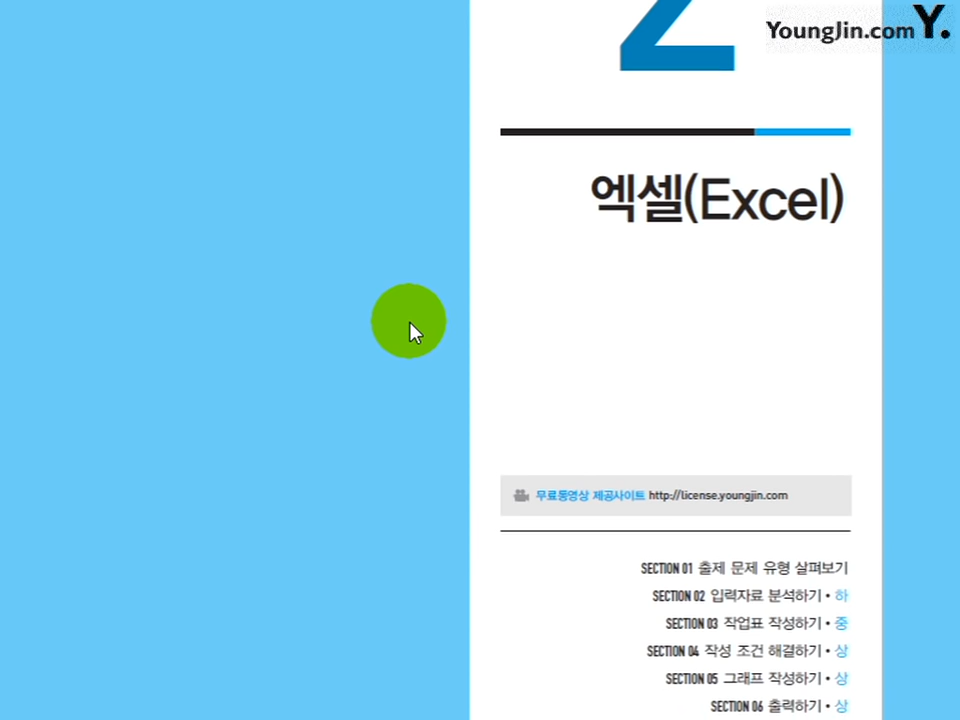 YoungJin.com Y.
2
엑셀(Excel)
무료동영상 제공사이트 http://license.youngjin.com
SECTION 01 출제 문제 유형 살펴보기
SECTION 02 입력자료 분석하기 • 하
SECTION 03 작업표 작성하기 • 중
SECTION 04 작성 조건 해결하기 • 상
SECTION 05 그래프 작성하기 • 상
SECTION 06 출력하기 • 상